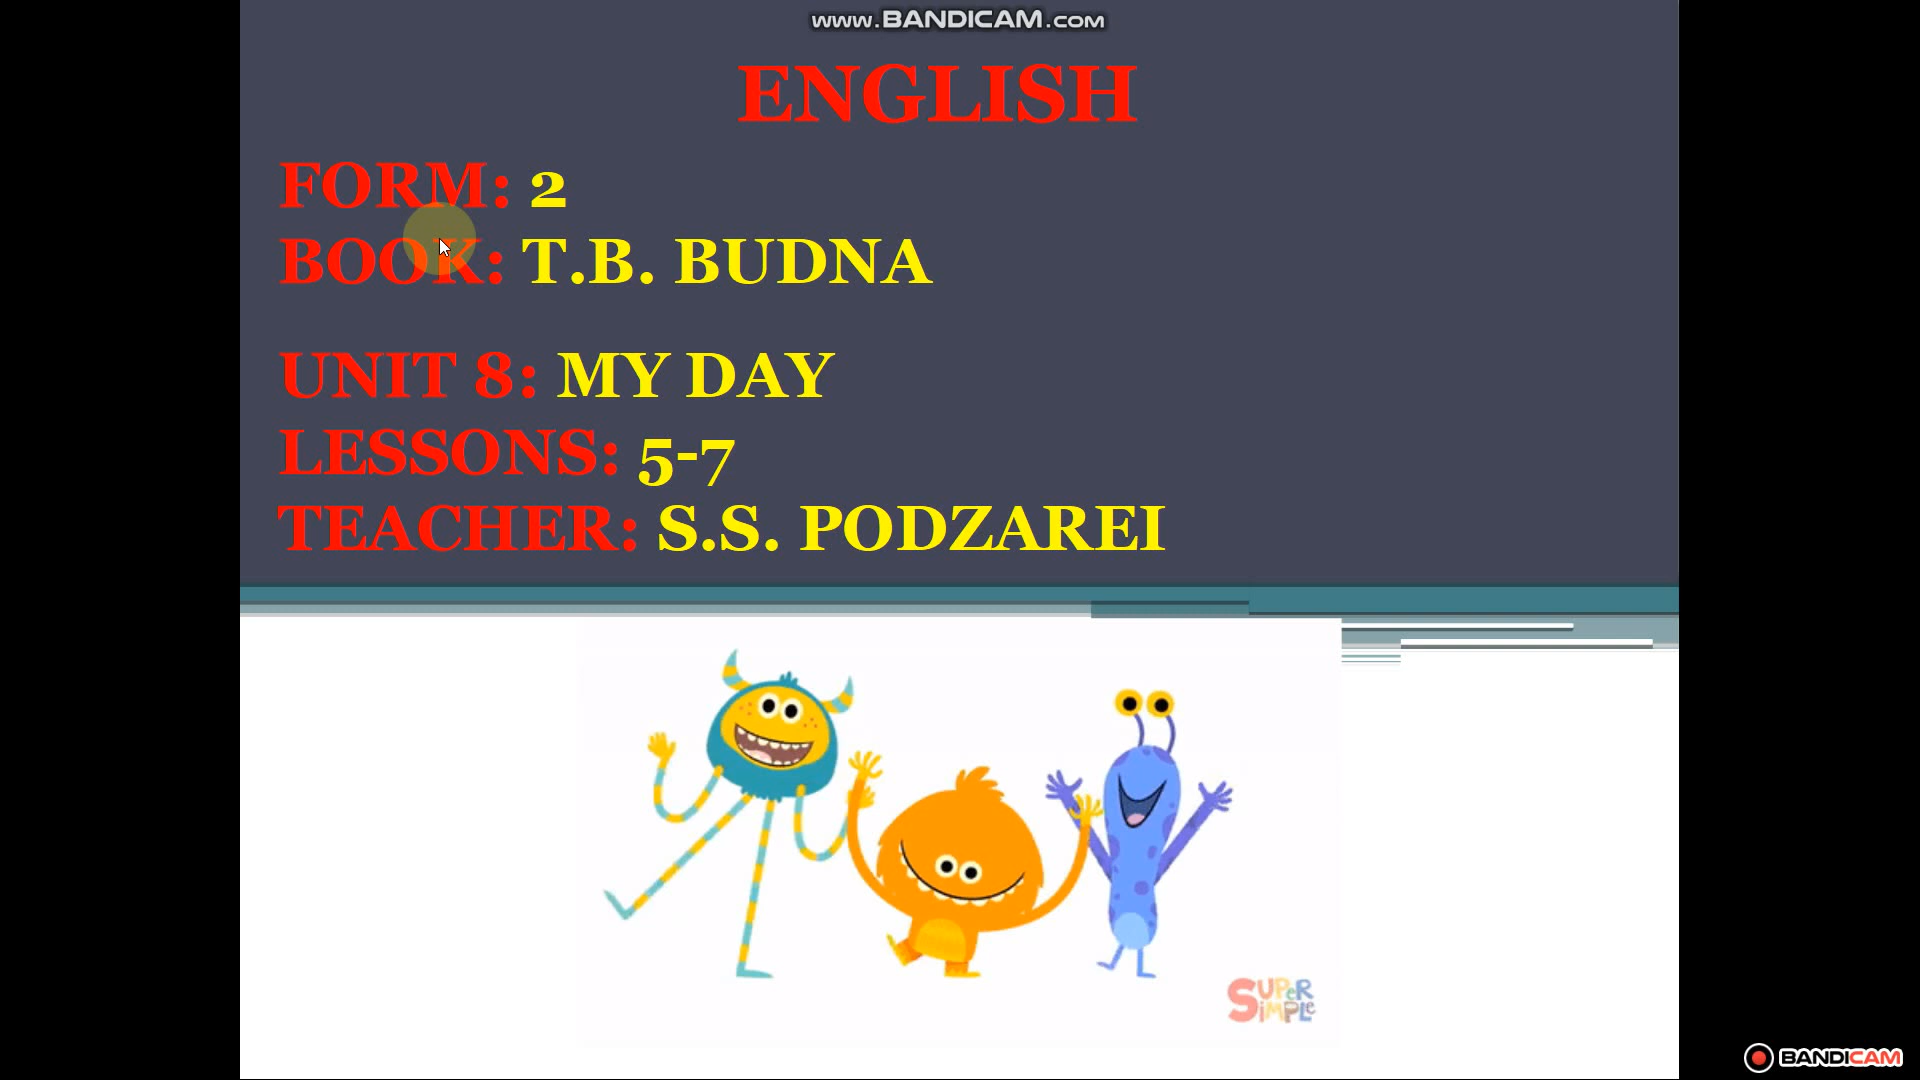 www.BANDICAM.com
ENGLISH
FORM: 2
BOOK: T.B. BUDNA
UNIT 8: MY DAY
LESSONS: 5-7
TEACHER: S.S. PODZAREI
SUPeR
SiMPLe
BANDICAM